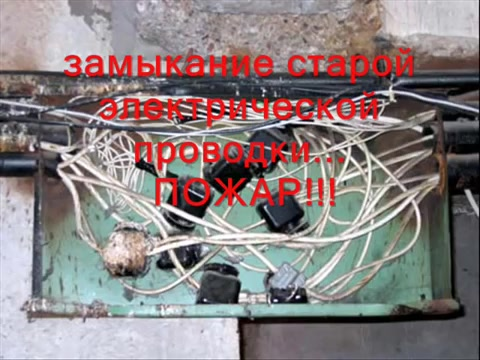 замыкание старой
электрической
проводки...
ПОЖАР!!!